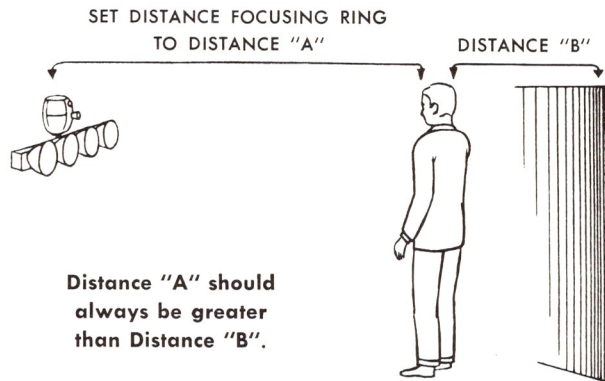 SET DISTANCE FOCUSING RING
TO DISTANCE "A"
DISTANCE "B"
Distance "A" should
always be greater
than Distance "B".